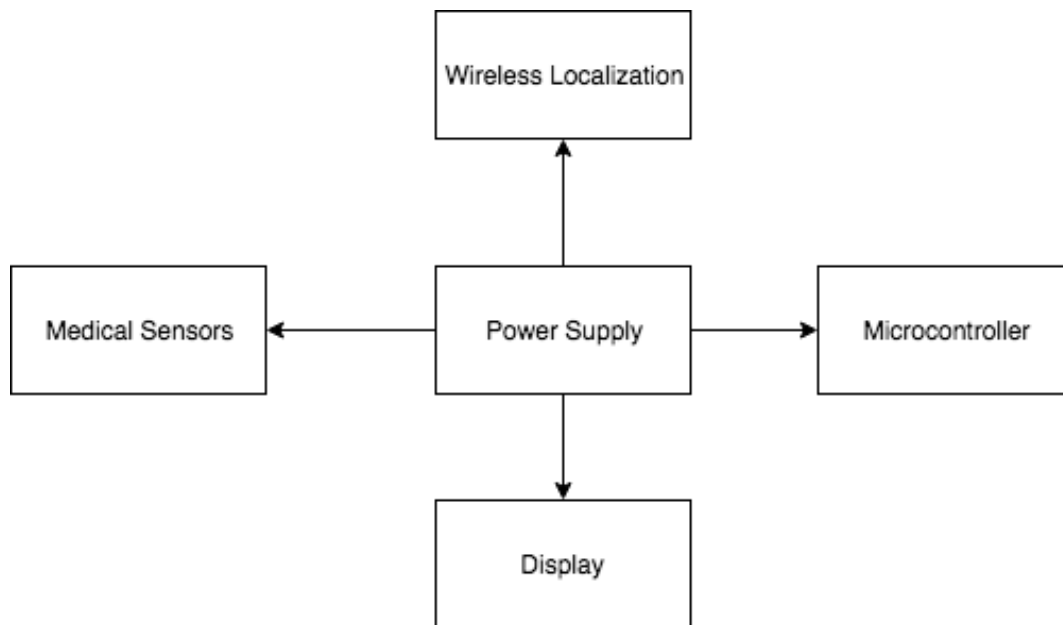 Wireless Localization
Medical Sensors
Power Supply
Microcontroller
Display